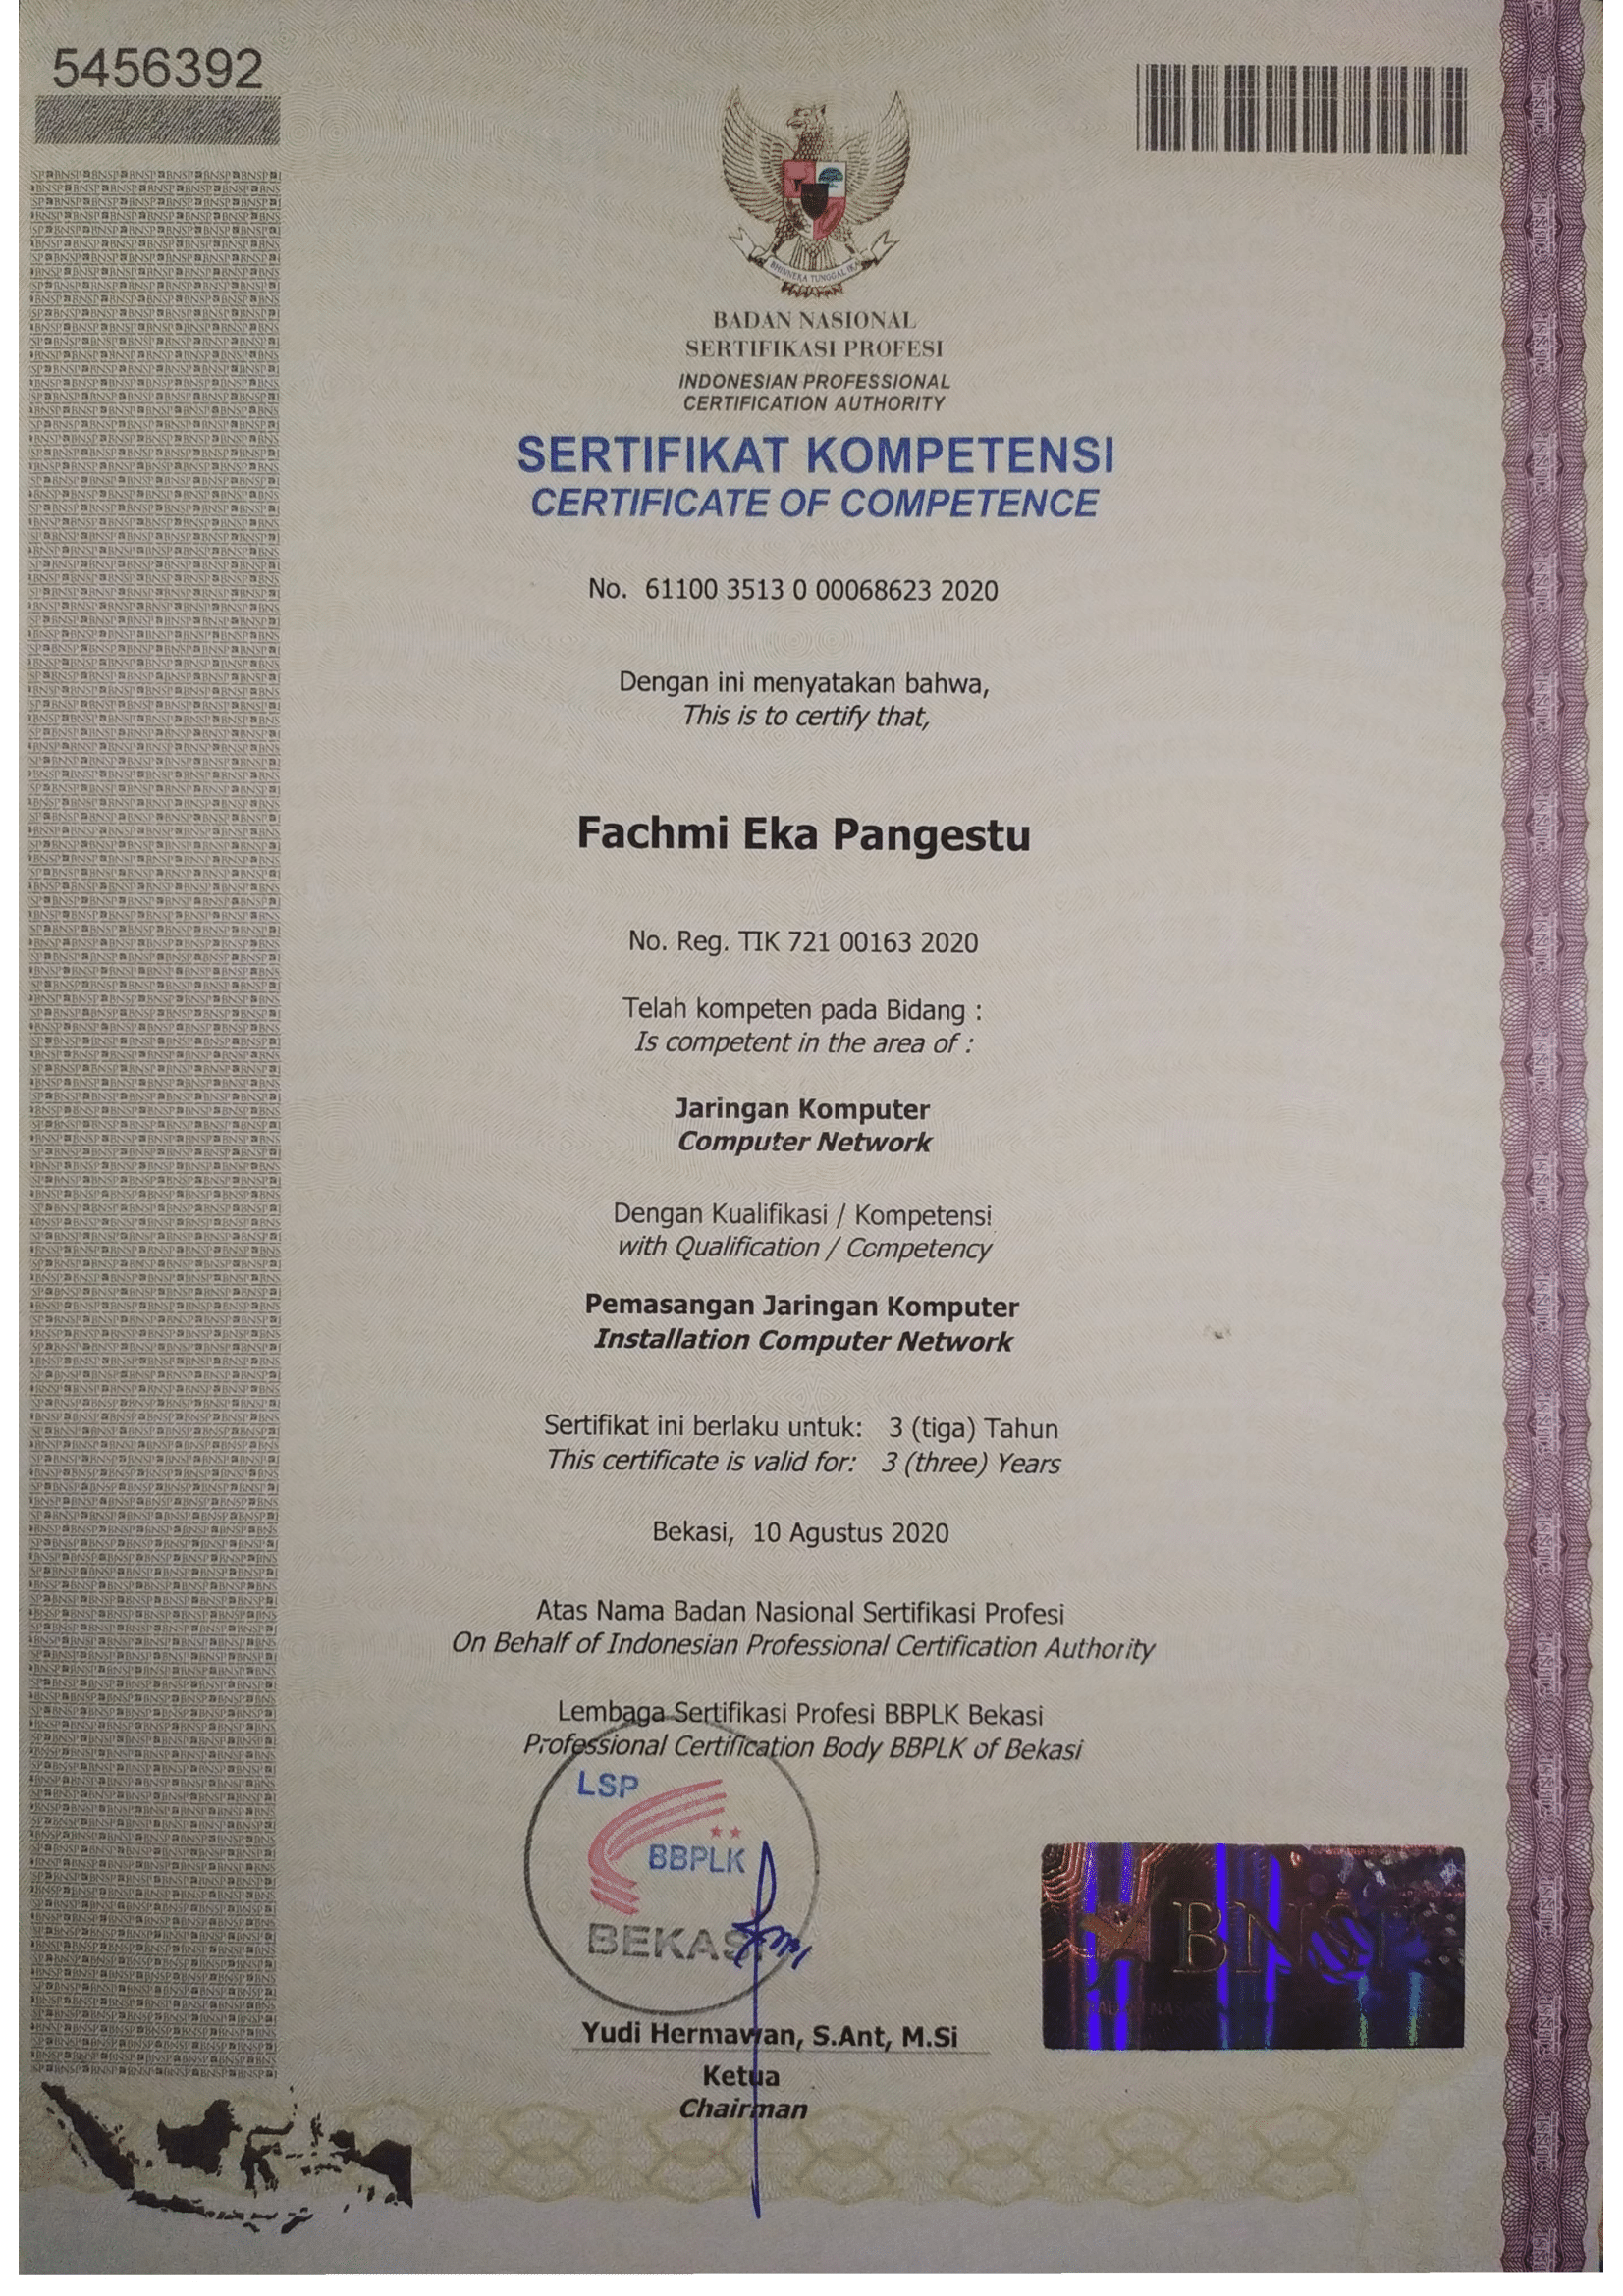 5456392
BHINNEKA TUNGGAL IKA
BADAN NASIONAL
SERTIFIKASI PROFESI
INDONESIAN PROFESSIONAL
CERTIFICATION AUTHORITY
SERTIFIKAT KOMPETENSI
CERTIFICATE OF COMPETENCE
No. 61100 3513 0 00068623 2020
Dengan ini menyatakan bahwa,
This is to certify that,
Fachmi Eka Pangestu
No. Reg. TIK 721 00163 2020
Telah kompeten pada Bidang :
Is competent in the area of :
Jaringan Komputer
Computer Network
Dengan Kualifikasi / Kompetensi
with Qualification / Competency
Pemasangan Jaringan Komputer
Installation Computer Network
Sertifikat ini berlaku untuk: 3 (tiga) Tahun
This certificate is valid for: 3 (three) Years
Bekasi, 10 Agustus 2020
Atas Nama Badan Nasional Sertifikasi Profesi
On Behalf of Indonesian Professional Certification Authority
Lembaga Sertifikasi Profesi BBPLK Bekasi
Professional Certification Body BBPLK of Bekasi
LSP
BBPLK
BEKASI
BNSP
Yudi Hermawan, S.Ant, M.Si
Ketua
Chairman